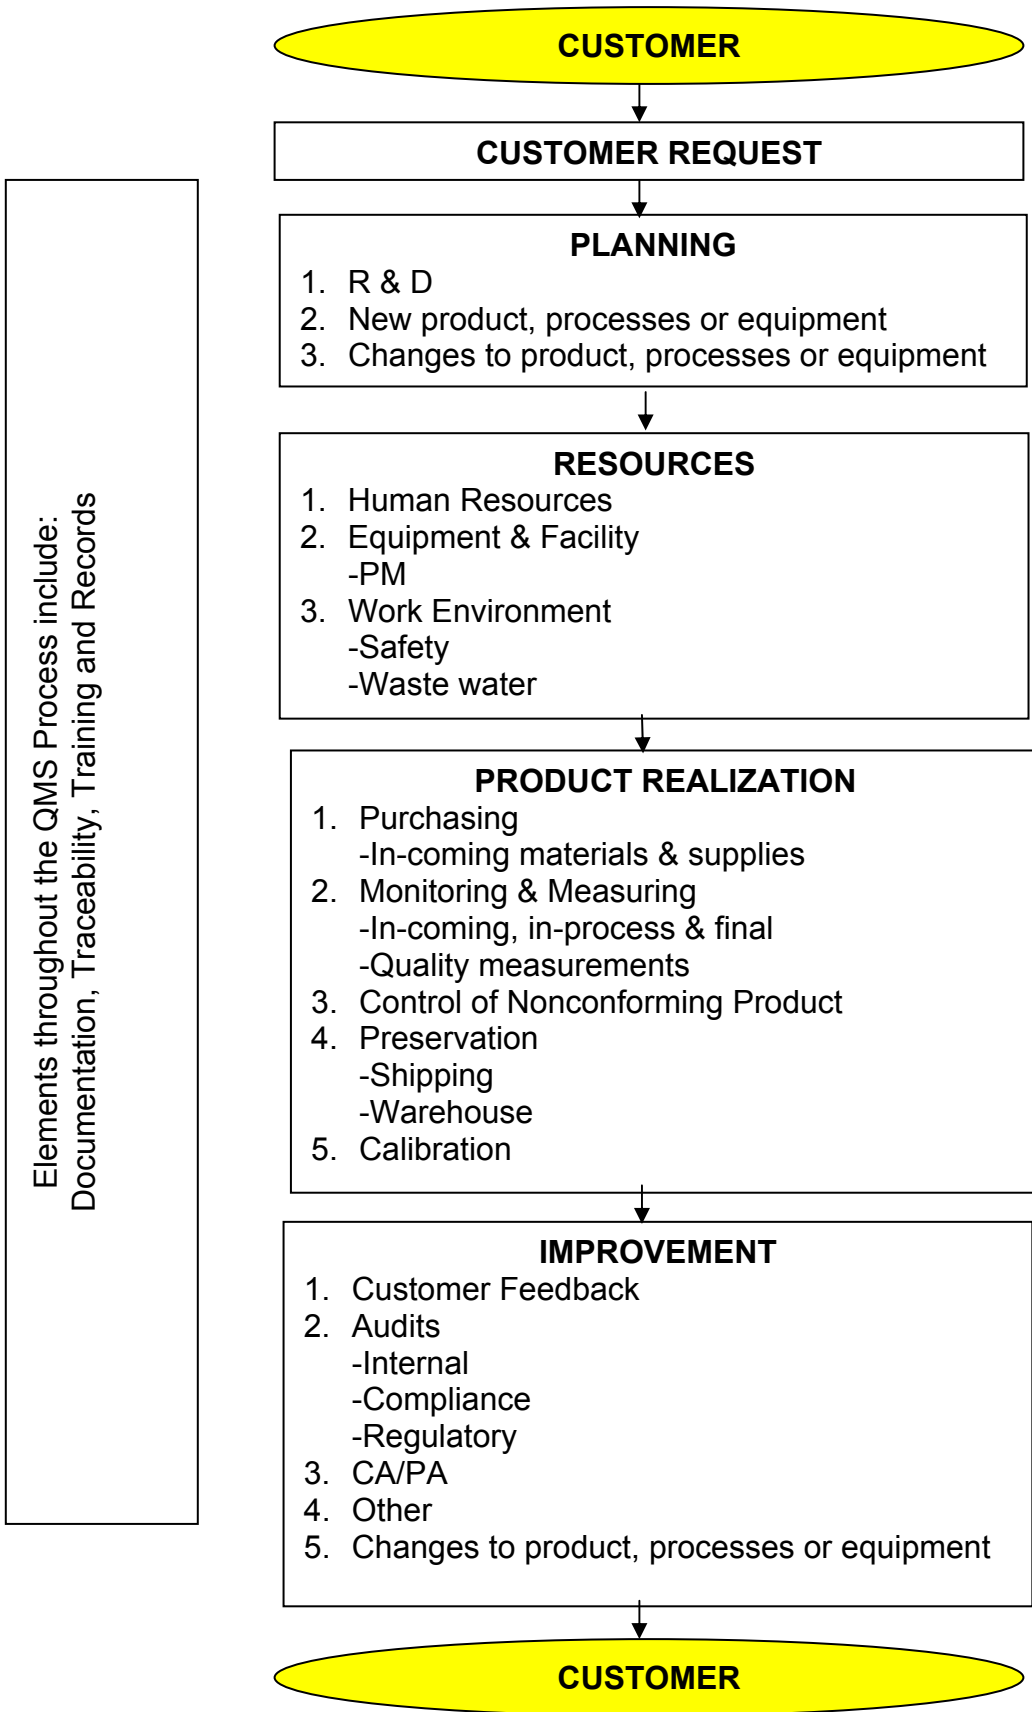 CUSTOMER
CUSTOMER REQUEST
PLANNING
1. R & D
2. New product, processes or equipment
3. Changes to product, processes or equipment
RESOURCES
1. Human Resources
2. Equipment & Facility
-PM
3. Work Environment
-Safety
-Waste water
PRODUCT REALIZATION
1. Purchasing
-In-coming materials & supplies
2. Monitoring & Measuring
-In-coming, in-process & final
-Quality measurements
3. Control of Nonconforming Product
4. Preservation
-Shipping
-Warehouse
5. Calibration
IMPROVEMENT
1. Customer Feedback
2. Audits
-Internal
-Compliance
-Regulatory
3. CA/PA
4. Other
5. Changes to product, processes or equipment
CUSTOMER
Elements throughout the QMS Process include:
Documentation, Traceability, Training and Records